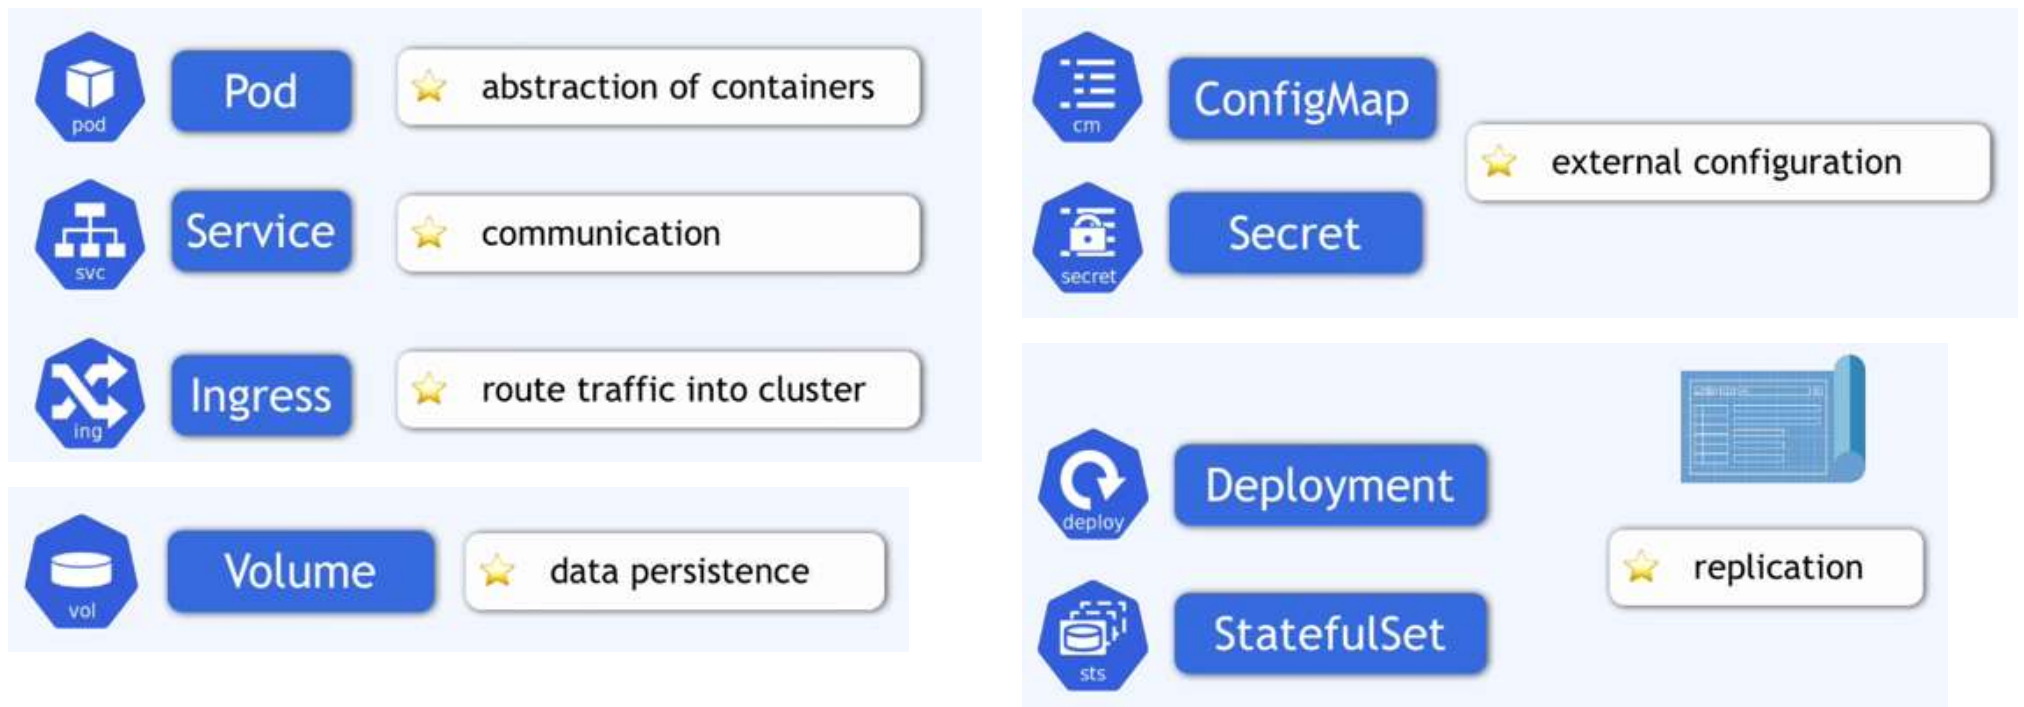 pod
Pod
abstraction of containers
svc
Service
communication
ing
Ingress
route traffic into cluster
vol
Volume
data persistence
cm
ConfigMap
secret
Secret
external configuration
deploy
Deployment
sts
StatefulSet
replication